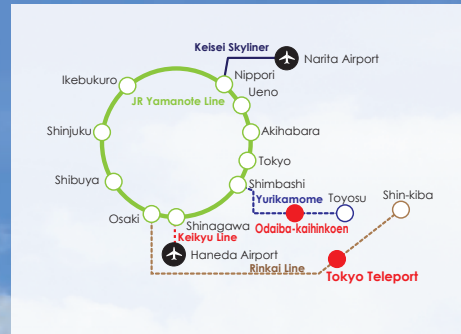 Keisei Skyliner
Narita Airport
Ikebukuro
Nippori
Ueno
JR Yamanote Line
Shinjuku
Akihabara
Tokyo
Shibuya
Shimbashi
Yurikamome
Toyosu
Shin-kiba
Osaki
Shinagawa
Odaiba-kaihinkoen
Keikyu Line
Haneda Airport
Rinkai Line
Tokyo Teleport